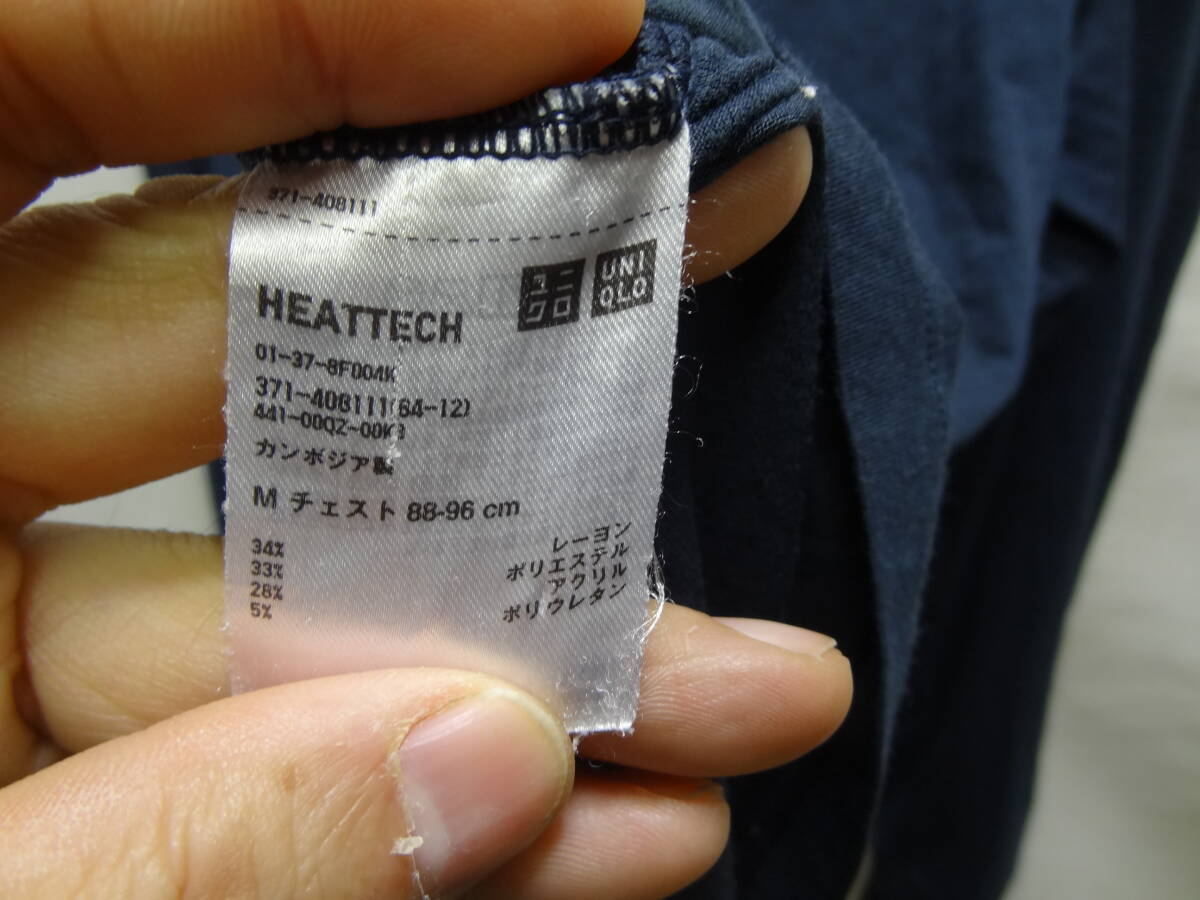 371-408111
ユニクロ UNIQLO
HEATTECH
01-37-8F004K
371-408111(64-12)
441-00QZ-00K
カンボジア製
M チェスト 88-96 cm
34% レーヨン
33% ポリエステル
28% アクリル
5% ポリウレタン